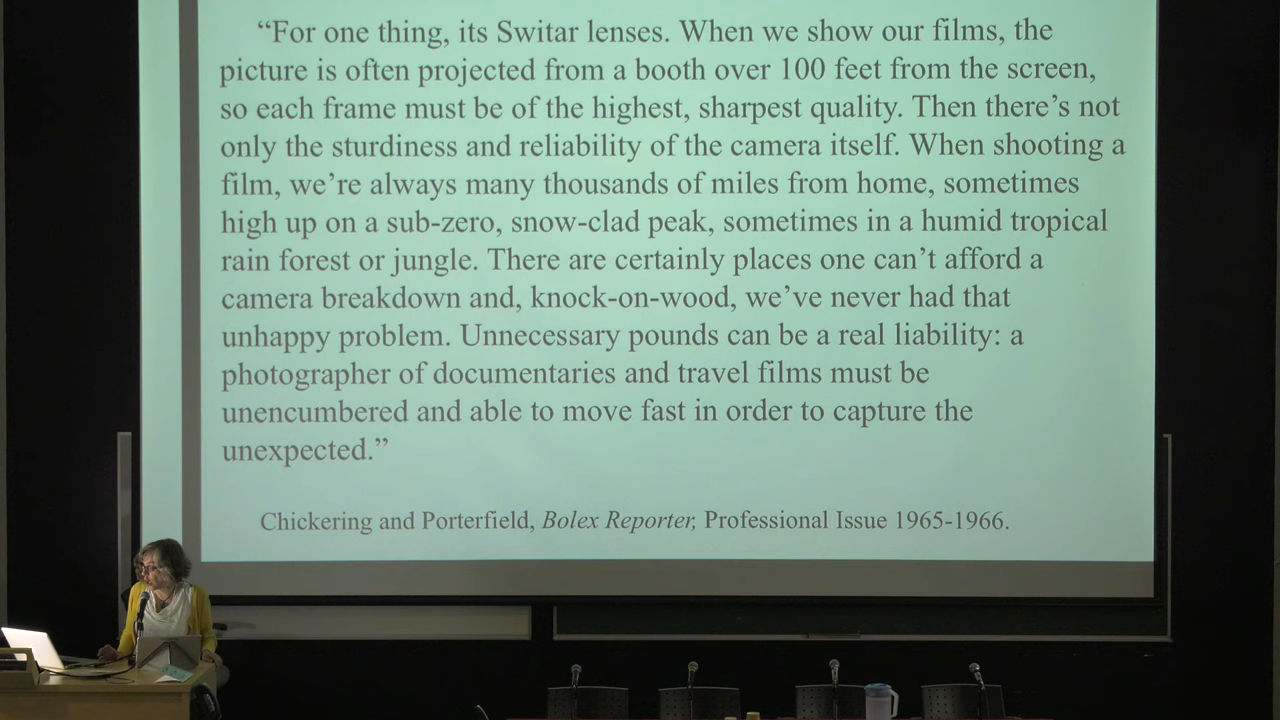 “For one thing, its Switar lenses. When we show our films, the
picture is often projected from a booth over 100 feet from the screen,
so each frame must be of the highest, sharpest quality. Then there’s not
only the sturdiness and reliability of the camera itself. When shooting a
film, we’re always many thousands of miles from home, sometimes
high up on a sub-zero, snow-clad peak, sometimes in a humid tropical
rain forest or jungle. There are certainly places one can’t afford a
camera breakdown and, knock-on-wood, we’ve never had that
unhappy problem. Unnecessary pounds can be a real liability: a
photographer of documentaries and travel films must be
unencumbered and able to move fast in order to capture the
unexpected.”
Chickering and Porterfield, Bolex Reporter, Professional Issue 1965-1966.